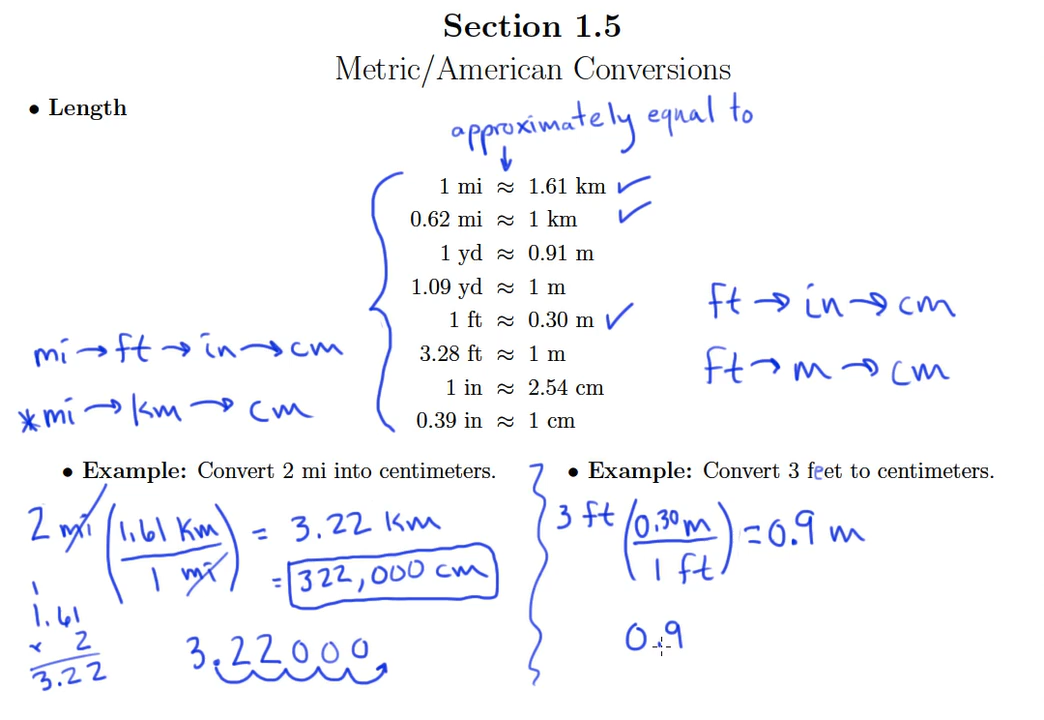 Section 1.5
Metric/American Conversions
• Length
approximately equal to
1 mi ≈ 1.61 km ✓
0.62 mi ≈ 1 km ✓
1 yd ≈ 0.91 m
1.09 yd ≈ 1 m
1 ft ≈ 0.30 m ✓
3.28 ft ≈ 1 m
1 in ≈ 2.54 cm
0.39 in ≈ 1 cm
mi → ft → in → cm
*mi → km → cm
ft → in → cm
ft → m → cm
• Example: Convert 2 mi into centimeters.
2 mi (1.61 Km / 1 mi) = 3.22 Km
= 322,000 cm
1
1.61
x 2
3.22
3.22000
• Example: Convert 3 feet to centimeters.
3 ft (0.30 m / 1 ft) = 0.9 m
0.9